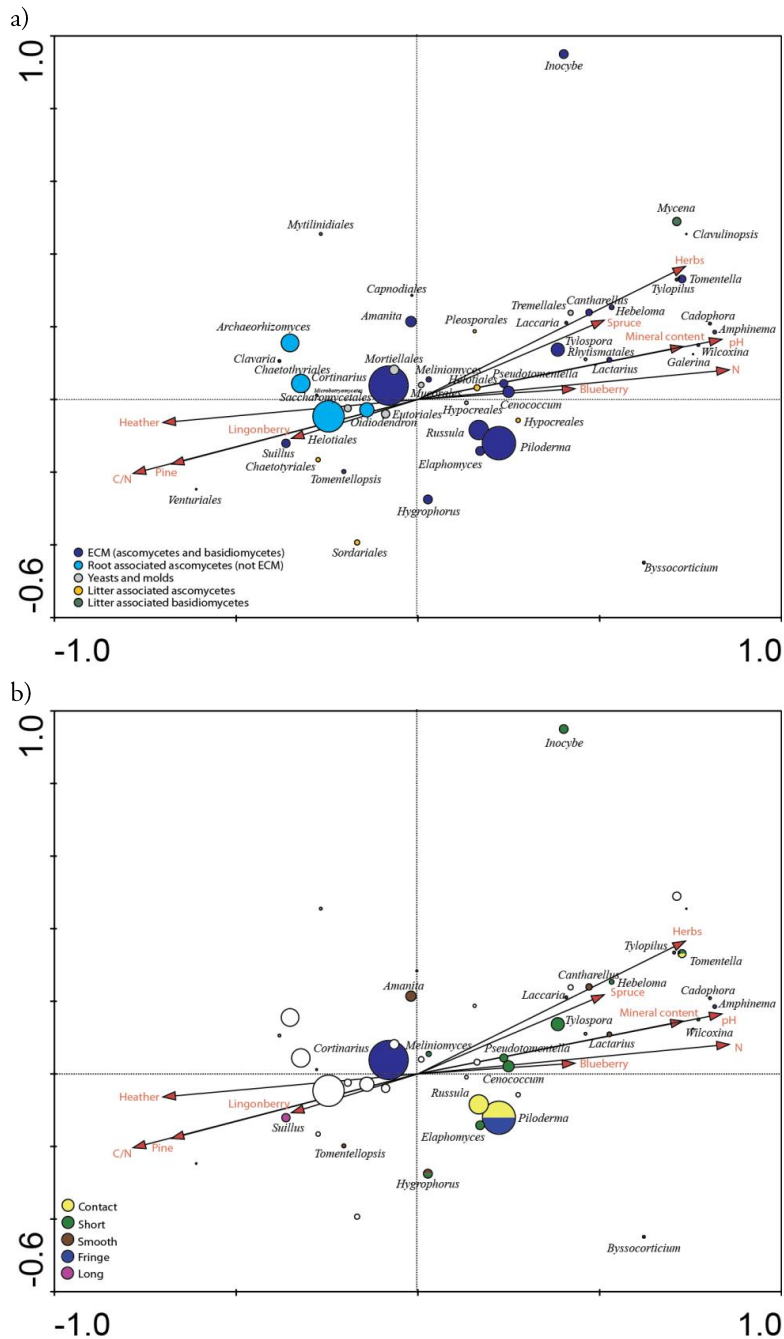 a)
1.0
Inocybe
Mycena
Mytilinidiales
Clavulinopsis
Herbs
Tomentella
Tylopilus
Capnodiales
Tremellales
Cantharellus
Hebeloma
Amanita
Pleosporales
Laccaria
Spruce
Cadophora
Archaeorhizomyces
Amphinema
Mineral content
pH
Tylospora
Rhytismatales
Wilcoxina
Clavaria
Mortiellales
Galerina
Chaetothyriales
Meliniomyces
Lactarius
N
Cortinarius
Helotiales
Pseudotomentella
Blueberry
Saccharomycetales
Mucorales
Cenococcum
Hypocreales
Eutoriales
Hypocreales
Heather
Oidiodendron
Lingonberry
Russula
Helotiales
Piloderma
Suillus
Elaphomyces
Chaetotyriales
C/N
Pine
Tomentellopsis
Venturiales
Hygrophorus
Sordariales
Byssocorticium
ECM (ascomycetes and basidiomycetes)
Root associated ascomycetes (not ECM)
Yeasts and molds
Litter associated ascomycetes
Litter associated basidiomycetes
-0.6
-1.0
1.0
b)
1.0
Inocybe
Herbs
Tylopilus
Tomentella
Cantharellus
Hebeloma
Amanita
Laccaria
Spruce
Cadophora
Amphinema
Mineral content
pH
Tylospora
Wilcoxina
Cortinarius
Meliniomyces
Lactarius
N
Pseudotomentella
Blueberry
Cenococcum
Heather
Russula
Lingonberry
Piloderma
Suillus
Elaphomyces
C/N
Pine
Tomentellopsis
Hygrophorus
Byssocorticium
Contact
Short
Smooth
Fringe
Long
-0.6
-1.0
1.0